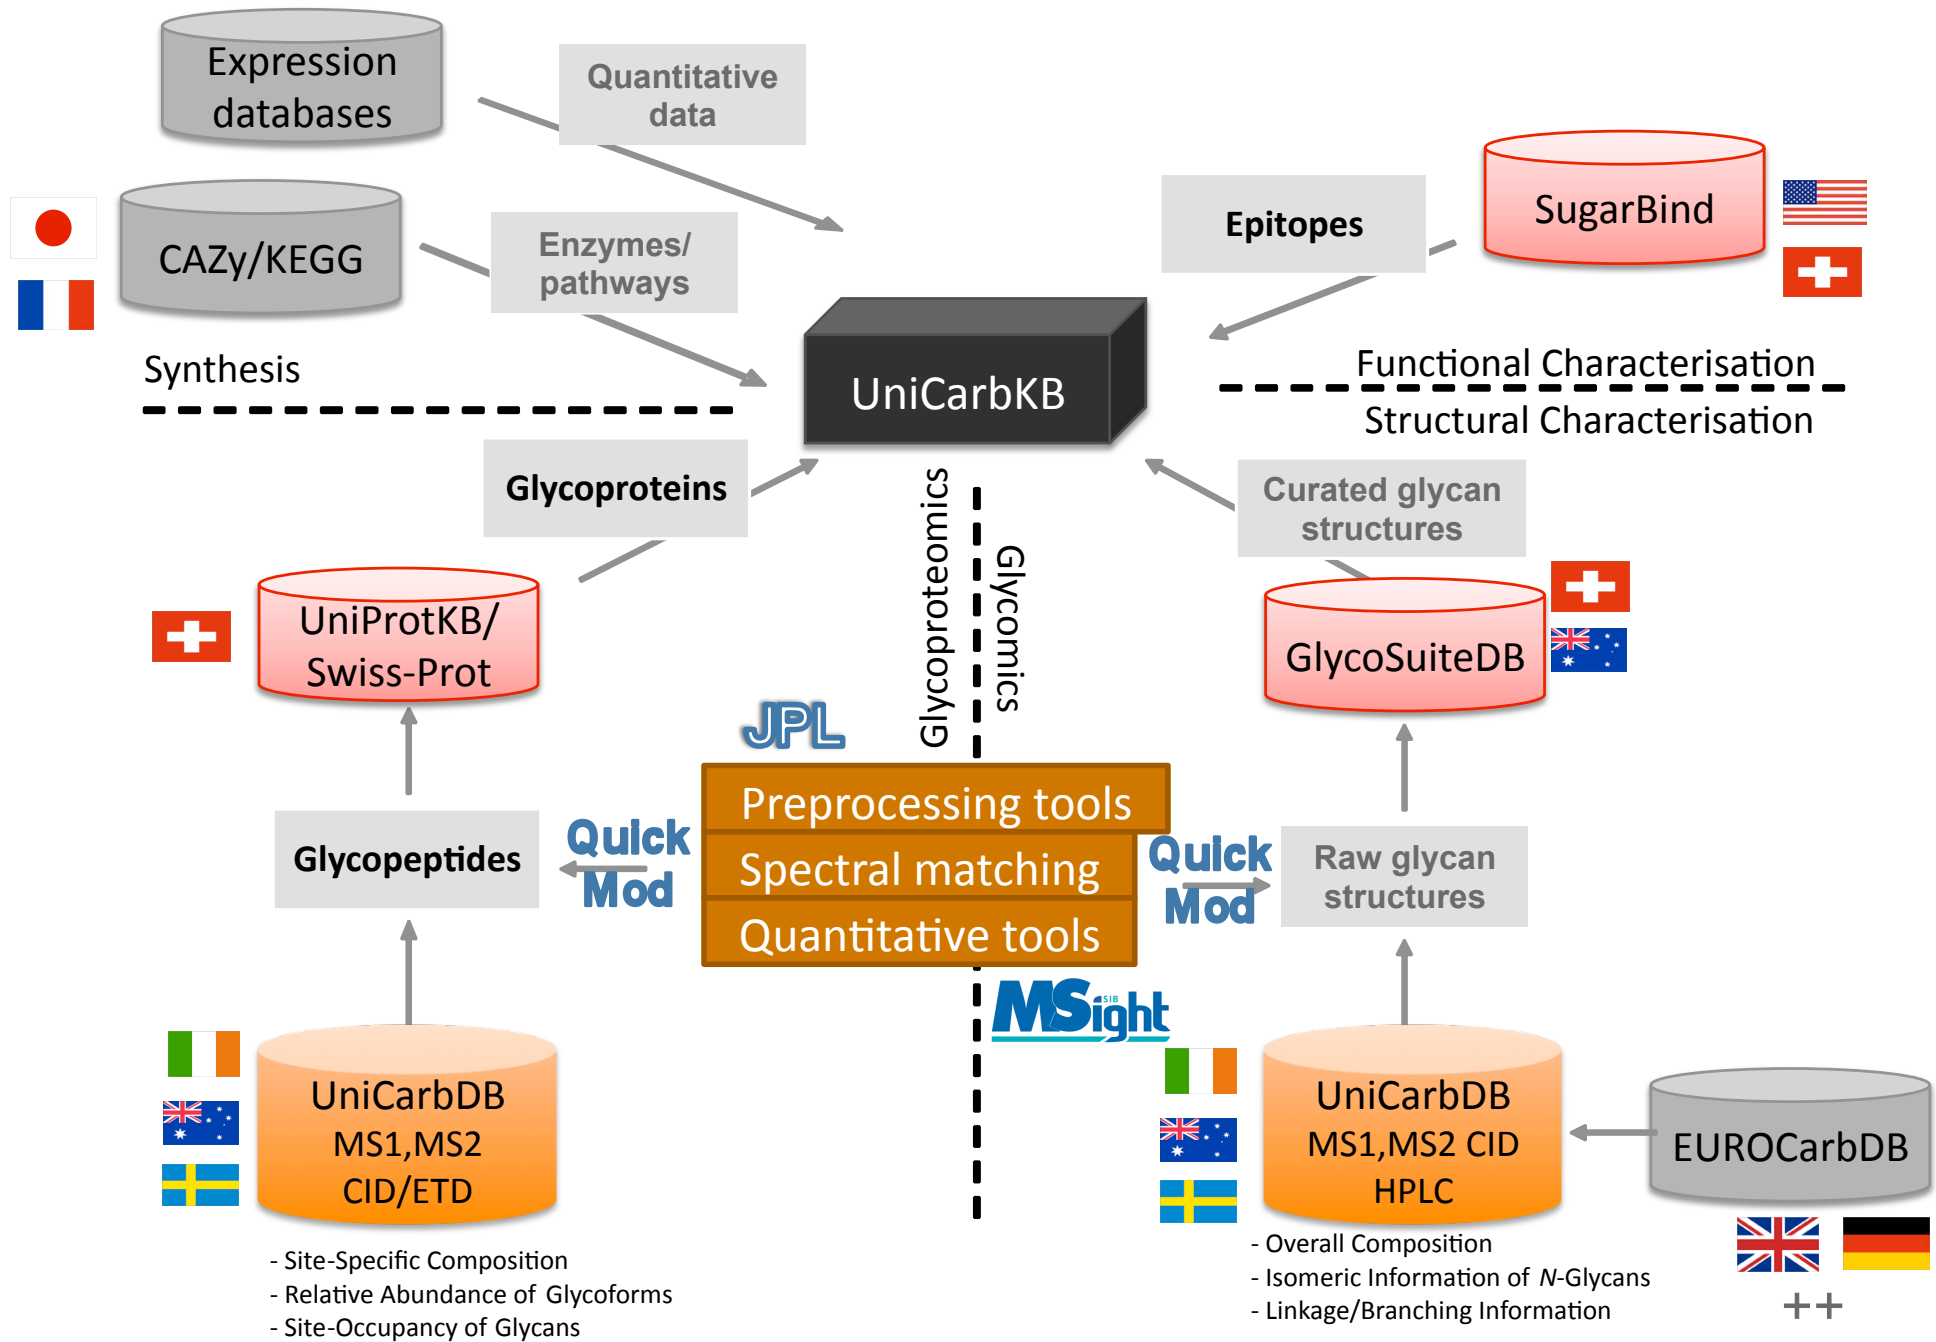 Expression
databases
Quantitative
data
CAZy/KEGG
Enzymes/
pathways
Epitopes
SugarBind
Synthesis
UniCarbKB
Functional Characterisation
Structural Characterisation
Glycoproteins
Curated glycan
structures
Glycoproteomics
Glycomics
UniProtKB/
Swiss-Prot
GlycoSuiteDB
JPL
Preprocessing tools
Spectral matching
Quantitative tools
Glycopeptides
Quick
Mod
Quick
Mod
Raw glycan
structures
MSight
SIB
UniCarbDB
MS1,MS2
CID/ETD
UniCarbDB
MS1,MS2 CID
HPLC
EUROCarbDB
- Site-Specific Composition
- Relative Abundance of Glycoforms
- Site-Occupancy of Glycans
- Overall Composition
- Isomeric Information of N-Glycans
- Linkage/Branching Information
++